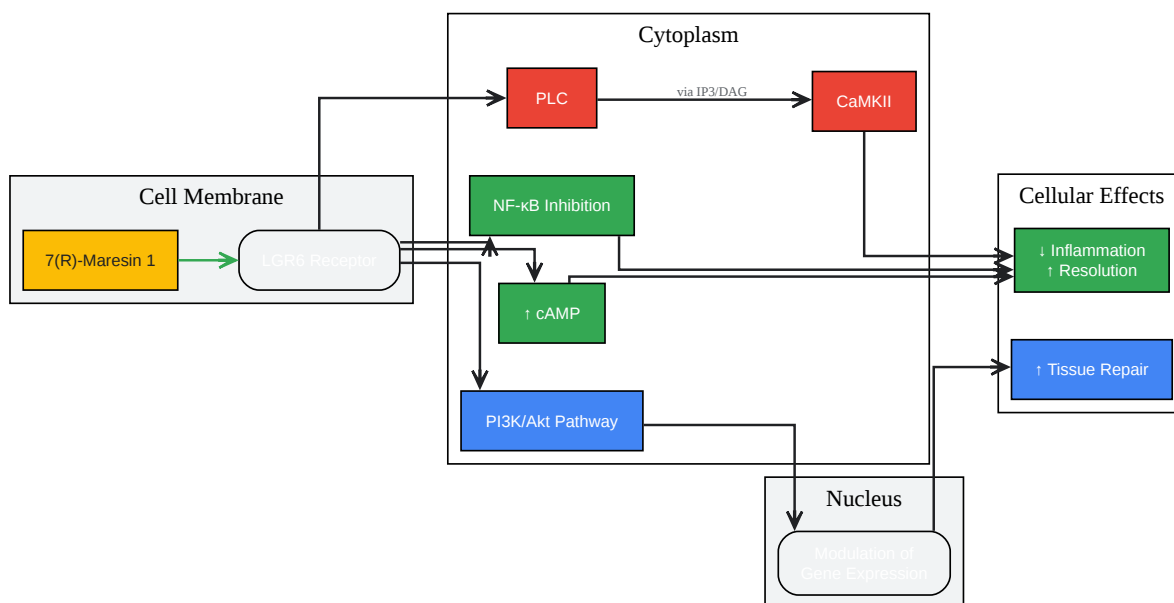 Cytoplasm
PLC
via IP3/DAG
CaMKII
Cell Membrane
7(R)-Maresin 1
LGR6 Receptor
NF-κB Inhibition
↑ cAMP
PI3K/Akt Pathway
Cellular Effects
↓ Inflammation
↑ Resolution
↑ Tissue Repair
Nucleus
Modulation of
Gene Expression